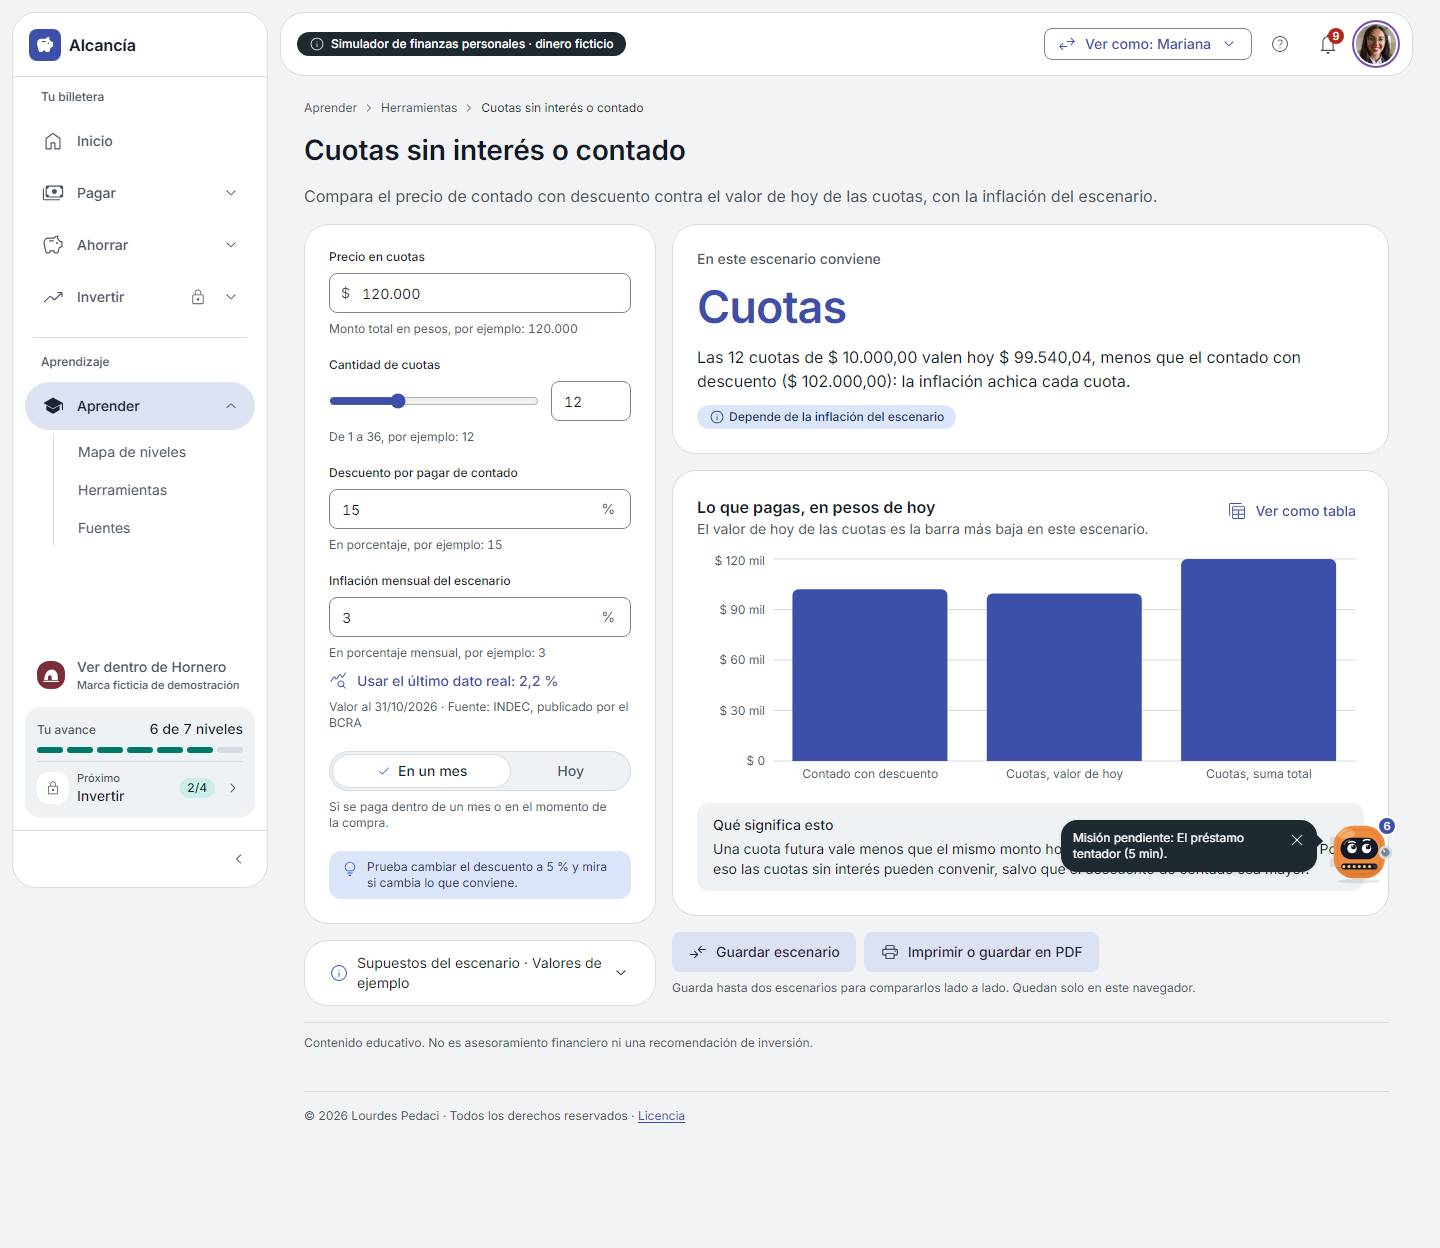 Alcancía
Simulador de finanzas personales · dinero ficticio
Ver como: Mariana
9
Tu billetera
Inicio
Pagar
Ahorrar
Invertir
Aprendizaje
Aprender
Mapa de niveles
Herramientas
Fuentes
Ver dentro de Hornero
Marca ficticia de demostración
Tu avance
6 de 7 niveles
Próximo
Invertir
2/4
Aprender
Herramientas
Cuotas sin interés o contado
Cuotas sin interés o contado
Compara el precio de contado con descuento contra el valor de hoy de las cuotas, con la inflación del escenario.
Precio en cuotas
$ 120.000
Monto total en pesos, por ejemplo: 120.000
Cantidad de cuotas
12
De 1 a 36, por ejemplo: 12
Descuento por pagar de contado
15 %
En porcentaje, por ejemplo: 15
Inflación mensual del escenario
3 %
En porcentaje mensual, por ejemplo: 3
Usar el último dato real: 2,2 %
Valor al 31/10/2026 · Fuente: INDEC, publicado por el
BCRA
En un mes
Hoy
Si se paga dentro de un mes o en el momento de
la compra.
Prueba cambiar el descuento a 5 % y mira
si cambia lo que conviene.
Supuestos del escenario · Valores de
ejemplo
En este escenario conviene
Cuotas
Las 12 cuotas de $ 10.000,00 valen hoy $ 99.540,04, menos que el contado con
descuento ($ 102.000,00): la inflación achica cada cuota.
Depende de la inflación del escenario
Lo que pagas, en pesos de hoy
El valor de hoy de las cuotas es la barra más baja en este escenario.
Ver como tabla
$ 120 mil
$ 90 mil
$ 60 mil
$ 30 mil
$ 0
Contado con descuento
Cuotas, valor de hoy
Cuotas, suma total
Qué significa esto
Una cuota futura vale menos que el mismo monto
eso las cuotas sin interés pueden convenir, salvo que
Misión pendiente: El préstamo
tentador (5 min).
6
Guardar escenario
Imprimir o guardar en PDF
Guarda hasta dos escenarios para compararlos lado a lado. Quedan solo en este navegador.
Contenido educativo. No es asesoramiento financiero ni una recomendación de inversión.
© 2026 Lourdes Pedaci · Todos los derechos reservados · Licencia